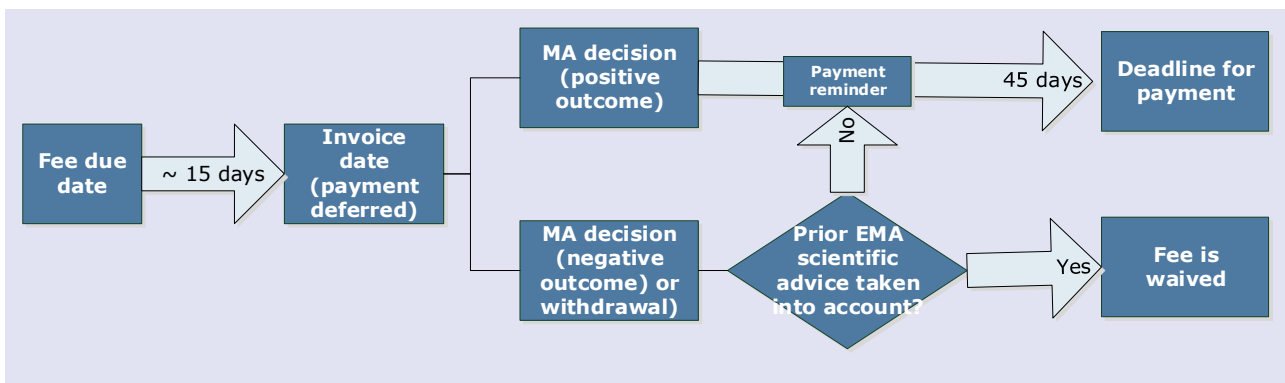 Fee due
date
~ 15 days
Invoice
date
(payment
deferred)
MA decision
(positive
outcome)
Payment
reminder
45 days
Deadline for
payment
MA decision
(negative
outcome) or
withdrawal)
Prior EMA
scientific
advice taken
into account?
No
Yes
Fee is
waived